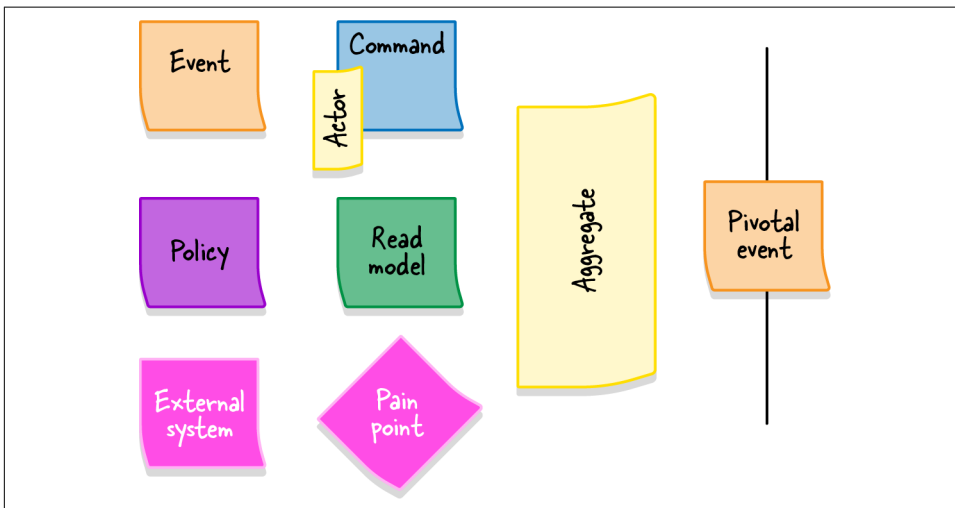 Event
Command
Actor
Aggregate
Pivotal
event
Policy
Read
model
External
system
Pain
point